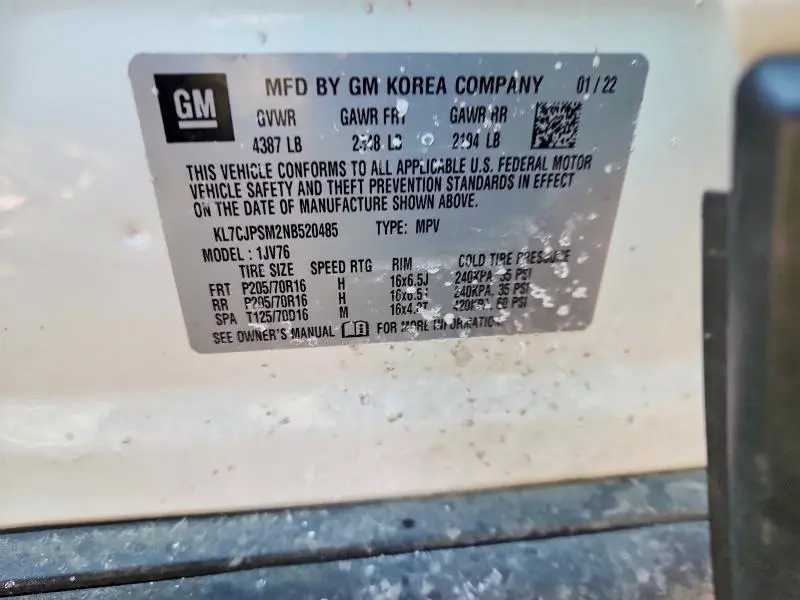 GM
MFD BY GM KOREA COMPANY 01 / 22
GVWR GAWR FRT GAWR RR
4387 LB LB 2194 LB
THIS VEHICLE CONFORMS TO ALL APPLICABLE U.S. FEDERAL MOTOR
VEHICLE SAFETY AND THEFT PREVENTION STANDARDS IN EFFECT
ON THE DATE OF MANUFACTURE SHOWN ABOVE.
KL7CJPSM2NB520485 TYPE: MPV
MODEL : 1JV76
TIRE SIZE SPEED RTG RIM COLD TIRE PRESSURE
FRT P205/70R16 H 16x6.5J 240KPA, 35 PSI
RR P205/70R16 H 16x6.5J 240KPA, 35 PSI
SPA T125/70D16 M 420KPA, 60 PSI
SEE OWNER'S MANUAL FOR MORE INFORMATION.